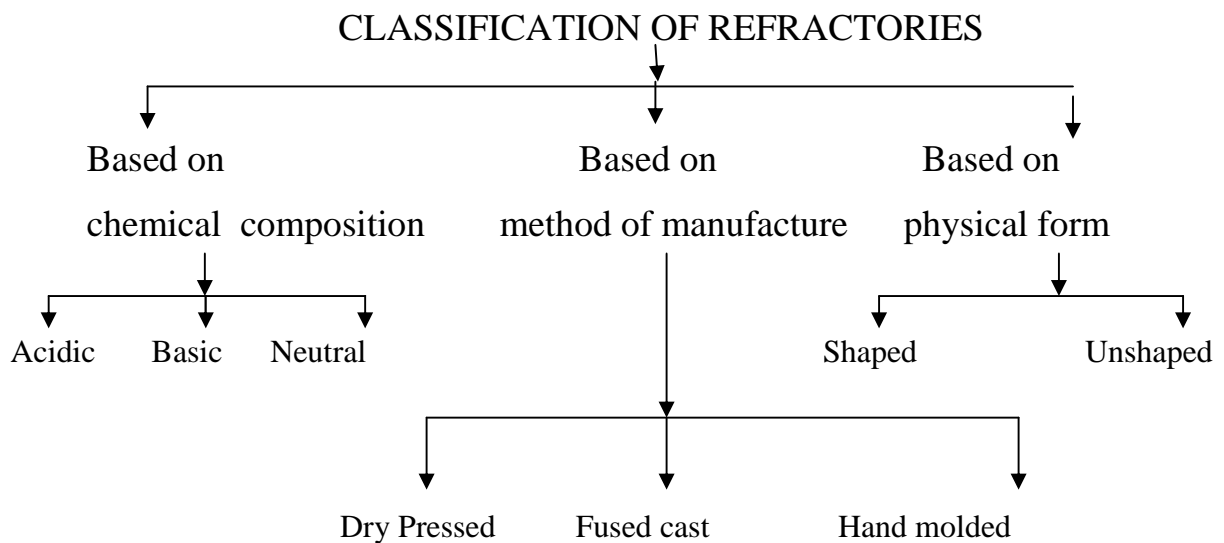 CLASSIFICATION OF REFRACTORIES
Based on
chemical composition
Based on
method of manufacture
Based on
physical form
Acidic Basic Neutral
Shaped Unshaped
Dry Pressed Fused cast Hand molded